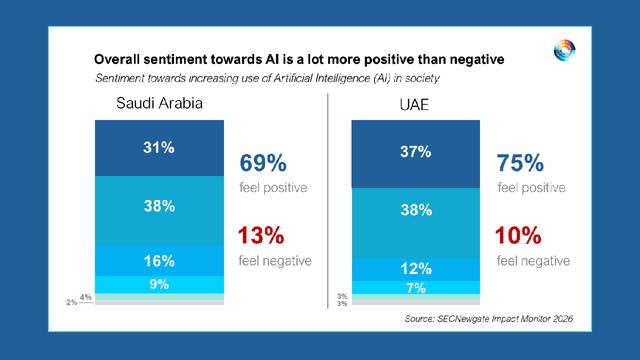 Overall sentiment towards AI is a lot more positive than negative
Sentiment towards increasing use of Artificial Intelligence (AI) in society
Saudi Arabia
31%
38%
16%
9%
4%
2%
69%
feel positive
13%
feel negative
UAE
37%
38%
12%
7%
3%
3%
75%
feel positive
10%
feel negative
Source: SECNewgate Impact Monitor 2026